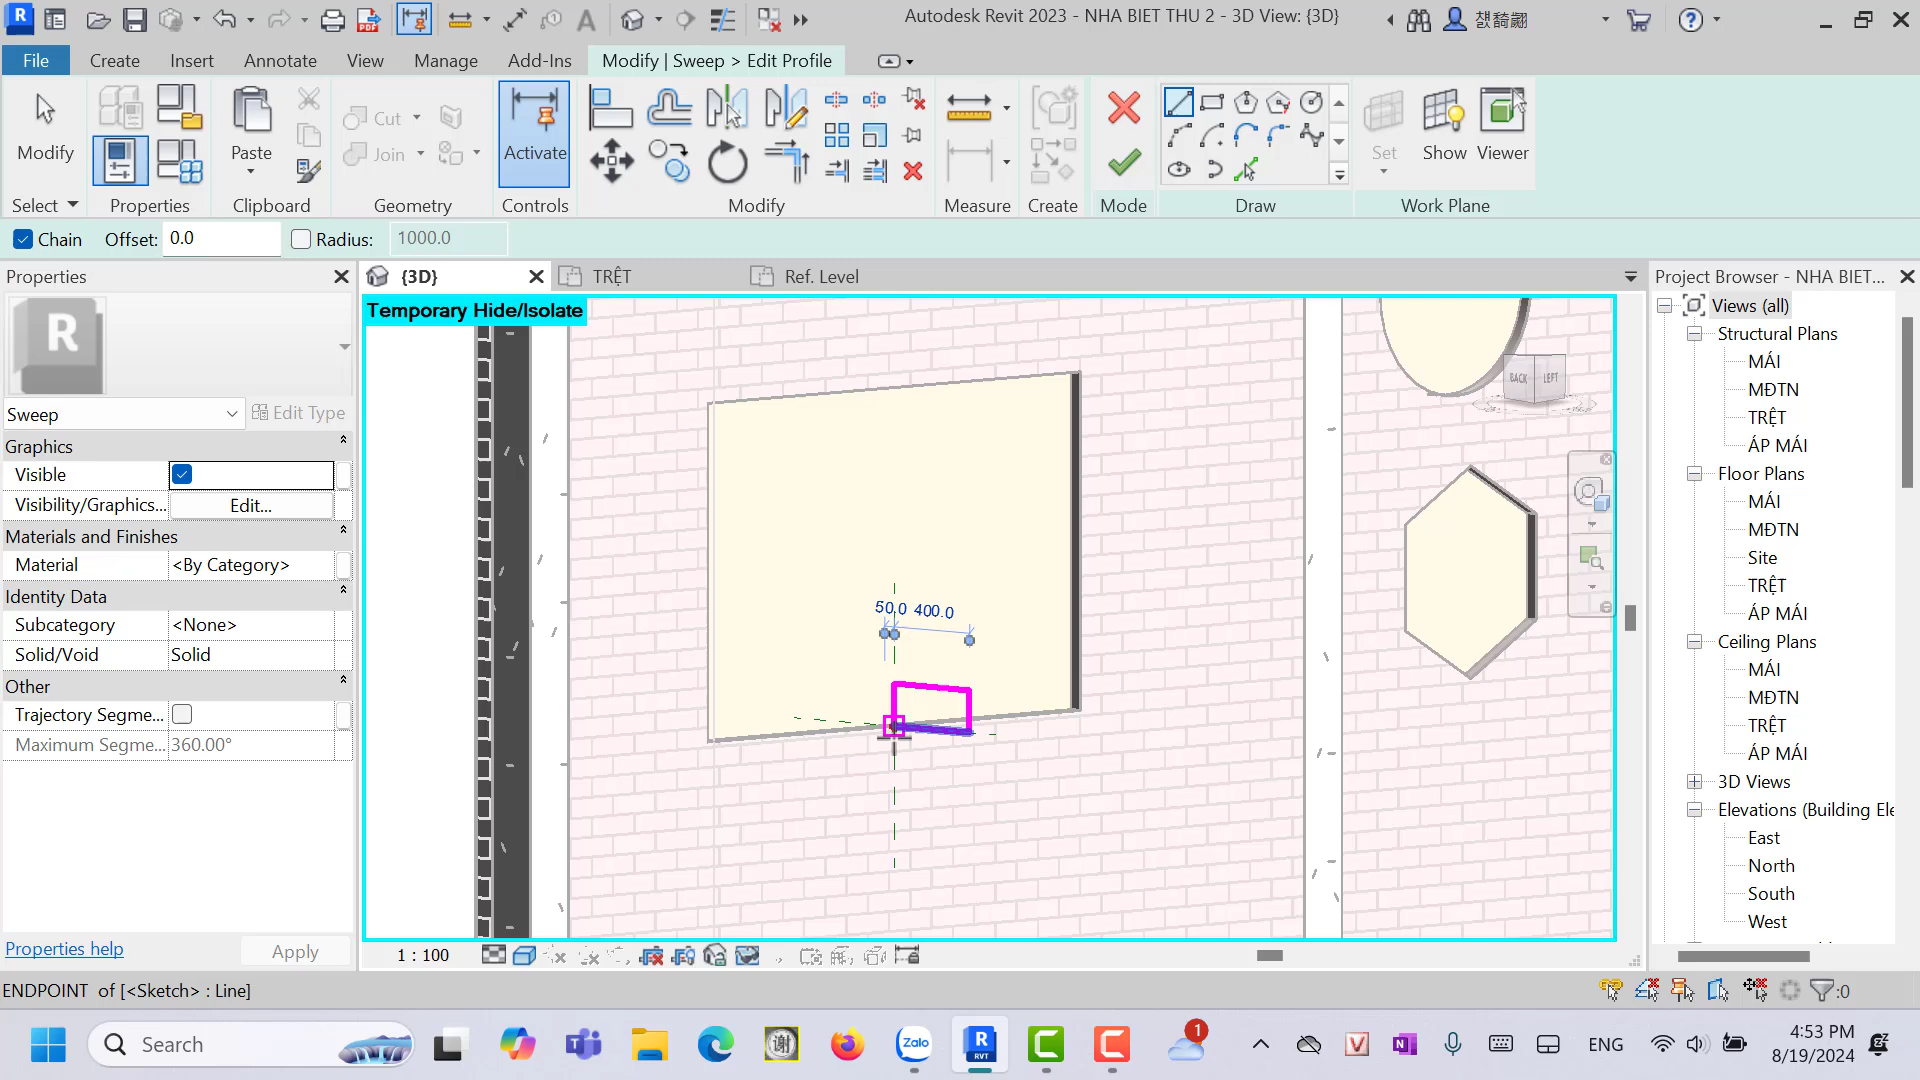 Autodesk Revit 2023 - NHA BIET THU 2 - 3D View: {3D}
File Create Insert Annotate View Manage Add-Ins Modify | Sweep > Edit Profile
Modify
Paste
Cut
Join
Activate
Set Show Viewer
Select Properties Clipboard Geometry Controls Modify Measure Create Mode Draw Work Plane
Chain Offset: 0.0 Radius: 1000.0
Properties
{3D} TRỆT Ref. Level
Project Browser - NHA BIET...
Temporary Hide/Isolate
Sweep Edit Type
Graphics
Visible
Visibility/Graphics... Edit...
Materials and Finishes
Material <By Category>
Identity Data
Subcategory <None>
Solid/Void Solid
Other
Trajectory Segme...
Maximum Segme... 360.00°
Properties help Apply
50.0 400.0
BACK LEFT
Views (all)
Structural Plans
MÁI
MĐTN
TRỆT
ÁP MÁI
Floor Plans
MÁI
MĐTN
Site
TRỆT
ÁP MÁI
Ceiling Plans
MÁI
MĐTN
TRỆT
ÁP MÁI
3D Views
Elevations (Building Ele
East
North
South
West
1 : 100
ENDPOINT of [<Sketch> : Line]
:0
Search
Zalo
RVT
1
ENG
4:53 PM
8/19/2024